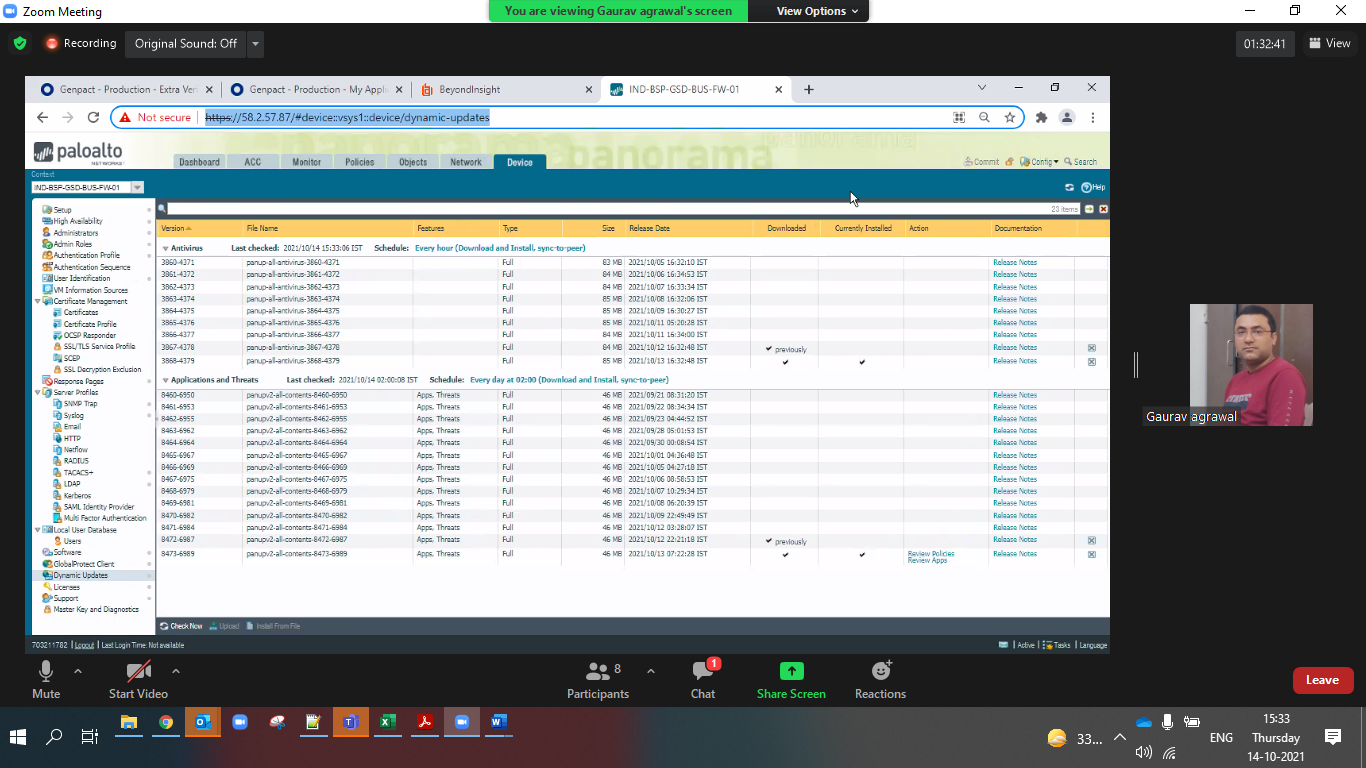 Zoom Meeting
You are viewing Gaurav agrawal's screen View Options
Recording Original Sound: Off 01:32:41 View
Genpact - Production - Extra Ver Genpact - Production - My Apple BeyondInsight IND-BSP-GSD-BUS-FW-01
Not secure https://58.2.57.87/#device::vsys1::device/dynamic-updates
paloalto NETWORKS panorama
Dashboard ACC Monitor Policies Objects Network Device Commit Config Search
Context
IND-BSP-GSD-BUS-FW-01 Help
23 items
Setup
High Availability
Administrators
Admin Roles
Authentication Profile
Authentication Sequence
User Identification
VM Information Sources
Certificate Management
Certificates
Certificate Profile
OCSP Responder
SSL/TLS Service Profile
SCEP
SSL Decryption Exclusion
Response Pages
Server Profiles
SNMP Trap
Syslog
Email
HTTP
Netflow
RADIUS
TACACS+
LDAP
Kerberos
SAML Identity Provider
Multi Factor Authentication
Local User Database
Users
Software
GlobalProtect Client
Dynamic Updates
Licenses
Support
Master Key and Diagnostics
Version File Name Features Type Size Release Date Downloaded Currently Installed Action Documentation
Antivirus Last checked: 2021/10/14 15:33:06 IST Schedule: Every hour (Download and Install, sync-to-peer)
3860-4371 panup-all-antivirus-3860-4371 Full 83 MB 2021/10/05 16:32:10 IST Release Notes
3861-4372 panup-all-antivirus-3861-4372 Full 84 MB 2021/10/06 16:34:53 IST Release Notes
3862-4373 panup-all-antivirus-3862-4373 Full 84 MB 2021/10/07 16:33:34 IST Release Notes
3863-4374 panup-all-antivirus-3863-4374 Full 85 MB 2021/10/08 16:32:06 IST Release Notes
3864-4375 panup-all-antivirus-3864-4375 Full 85 MB 2021/10/09 16:30:27 IST Release Notes
3865-4376 panup-all-antivirus-3865-4376 Full 85 MB 2021/10/11 05:20:28 IST Release Notes
3866-4377 panup-all-antivirus-3866-4377 Full 84 MB 2021/10/11 16:34:00 IST Release Notes
3867-4378 panup-all-antivirus-3867-4378 Full 84 MB 2021/10/12 16:32:48 IST ✔ previously Release Notes
3868-4379 panup-all-antivirus-3868-4379 Full 85 MB 2021/10/13 16:32:48 IST ✔ ✔ Release Notes
Applications and Threats Last checked: 2021/10/14 02:00:08 IST Schedule: Every day at 02:00 (Download and Install, sync-to-peer)
8460-6950 panupv2-all-contents-8460-6950 Apps, Threats Full 46 MB 2021/09/21 08:31:20 IST Release Notes
8461-6953 panupv2-all-contents-8461-6953 Apps, Threats Full 46 MB 2021/09/22 08:34:34 IST Release Notes
8462-6955 panupv2-all-contents-8462-6955 Apps, Threats Full 46 MB 2021/09/23 04:44:52 IST Release Notes
8463-6962 panupv2-all-contents-8463-6962 Apps, Threats Full 46 MB 2021/09/28 05:01:53 IST Release Notes
8464-6964 panupv2-all-contents-8464-6964 Apps, Threats Full 46 MB 2021/09/30 00:08:54 IST Release Notes
8465-6967 panupv2-all-contents-8465-6967 Apps, Threats Full 46 MB 2021/10/01 04:36:48 IST Release Notes
8466-6969 panupv2-all-contents-8466-6969 Apps, Threats Full 46 MB 2021/10/05 04:27:18 IST Release Notes
8467-6975 panupv2-all-contents-8467-6975 Apps, Threats Full 46 MB 2021/10/06 08:58:53 IST Release Notes
8468-6979 panupv2-all-contents-8468-6979 Apps, Threats Full 46 MB 2021/10/07 10:29:34 IST Release Notes
8469-6981 panupv2-all-contents-8469-6981 Apps, Threats Full 46 MB 2021/10/08 06:20:39 IST Release Notes
8470-6982 panupv2-all-contents-8470-6982 Apps, Threats Full 46 MB 2021/10/09 22:49:49 IST Release Notes
8471-6984 panupv2-all-contents-8471-6984 Apps, Threats Full 46 MB 2021/10/12 03:28:07 IST Release Notes
8472-6987 panupv2-all-contents-8472-6987 Apps, Threats Full 46 MB 2021/10/12 22:21:18 IST ✔ previously Release Notes
8473-6989 panupv2-all-contents-8473-6989 Apps, Threats Full 46 MB 2021/10/13 07:22:28 IST ✔ ✔ Review Policies Release Notes
Review Apps
Check Now Upload Install From File
703211782 | Logout | Last Login Time: Not available | Active | Tasks | Language
Gaurav agrawal
8 1
Mute Start Video Participants Chat Share Screen Reactions Leave
33... ENG 15:33
Thursday
14-10-2021